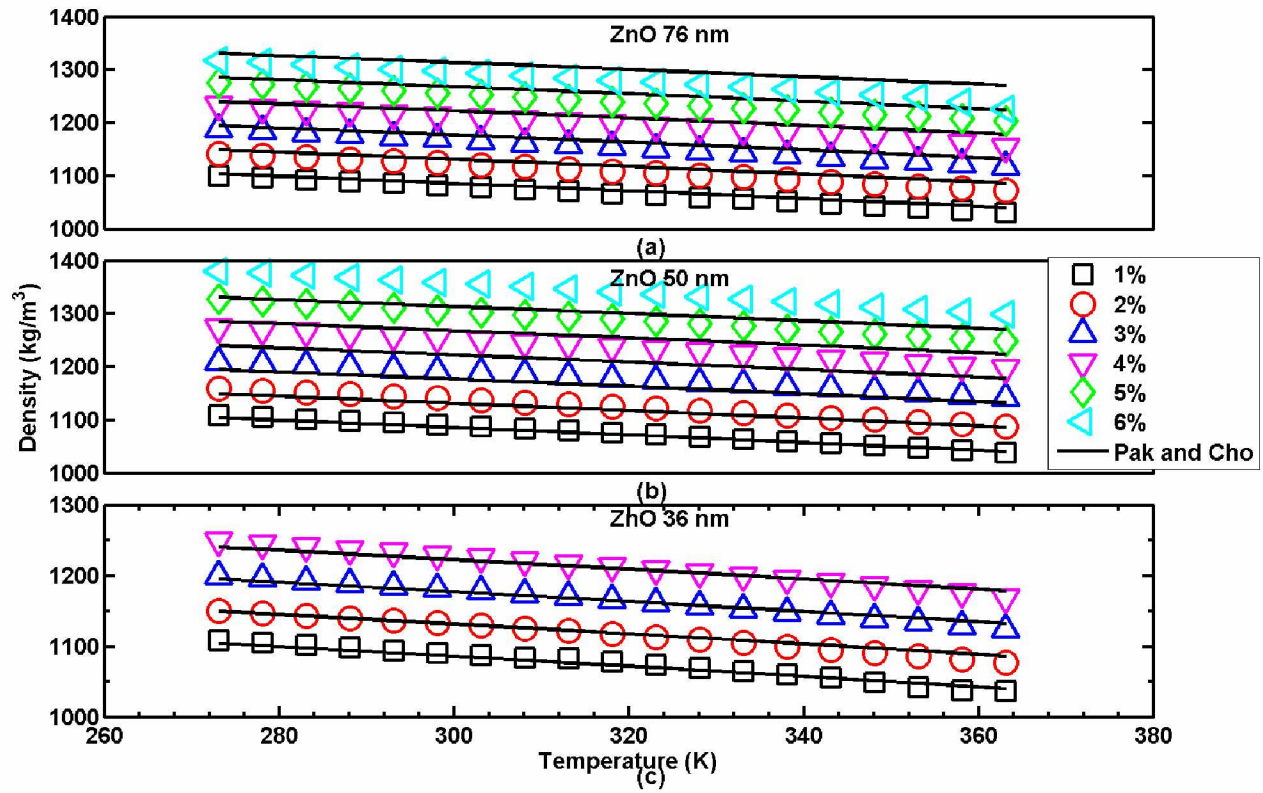 1400
ZnO 76 nm
1300
1200
1100
1000
(a)
1400
ZnO 50 nm
1300
1200
1100
1000
(b)
Density (kg/m³)
1%
2%
3%
4%
5%
6%
Pak and Cho
1300
ZnO 36 nm
1200
1100
1000
260 280 300 320 340 360 380
Temperature (K)
(c)